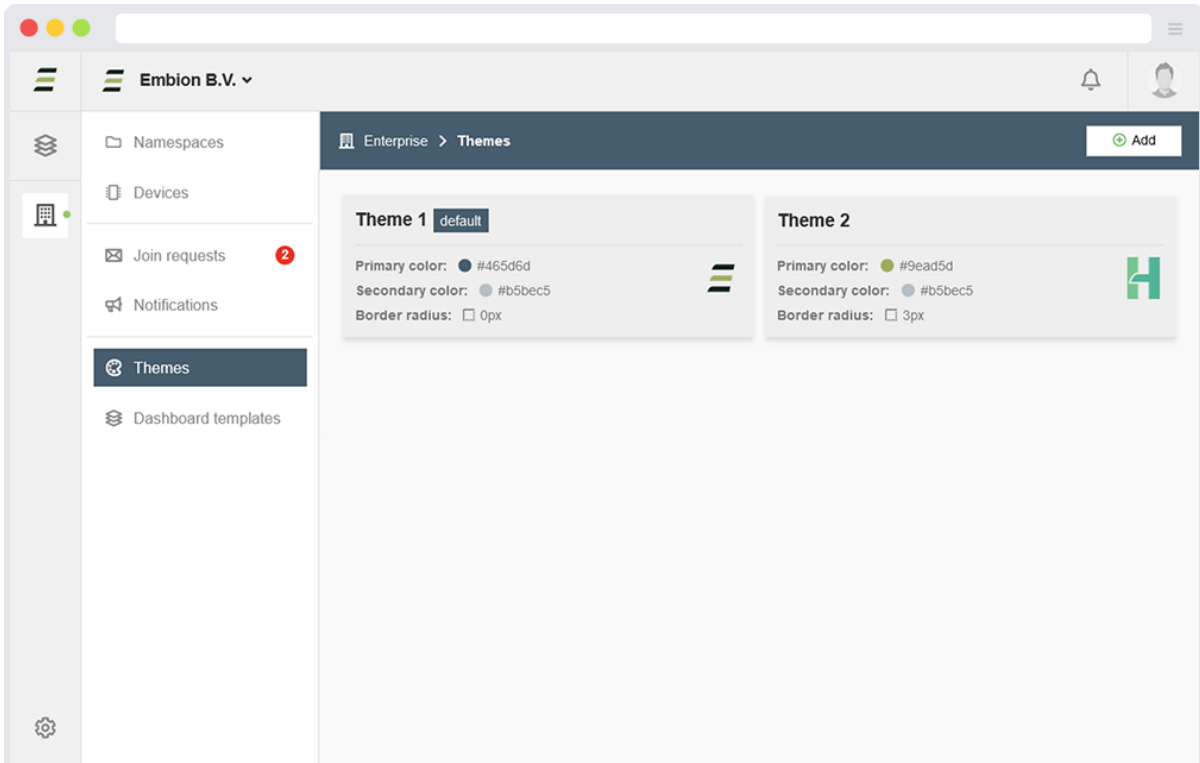 Embion B.V.
Namespaces
Devices
Join requests 2
Notifications
Themes
Dashboard templates
Enterprise > Themes
Add
Theme 1 default
Primary color: #465d6d
Secondary color: #b5bec5
Border radius: 0px
Theme 2
Primary color: #9ead5d
Secondary color: #b5bec5
Border radius: 3px